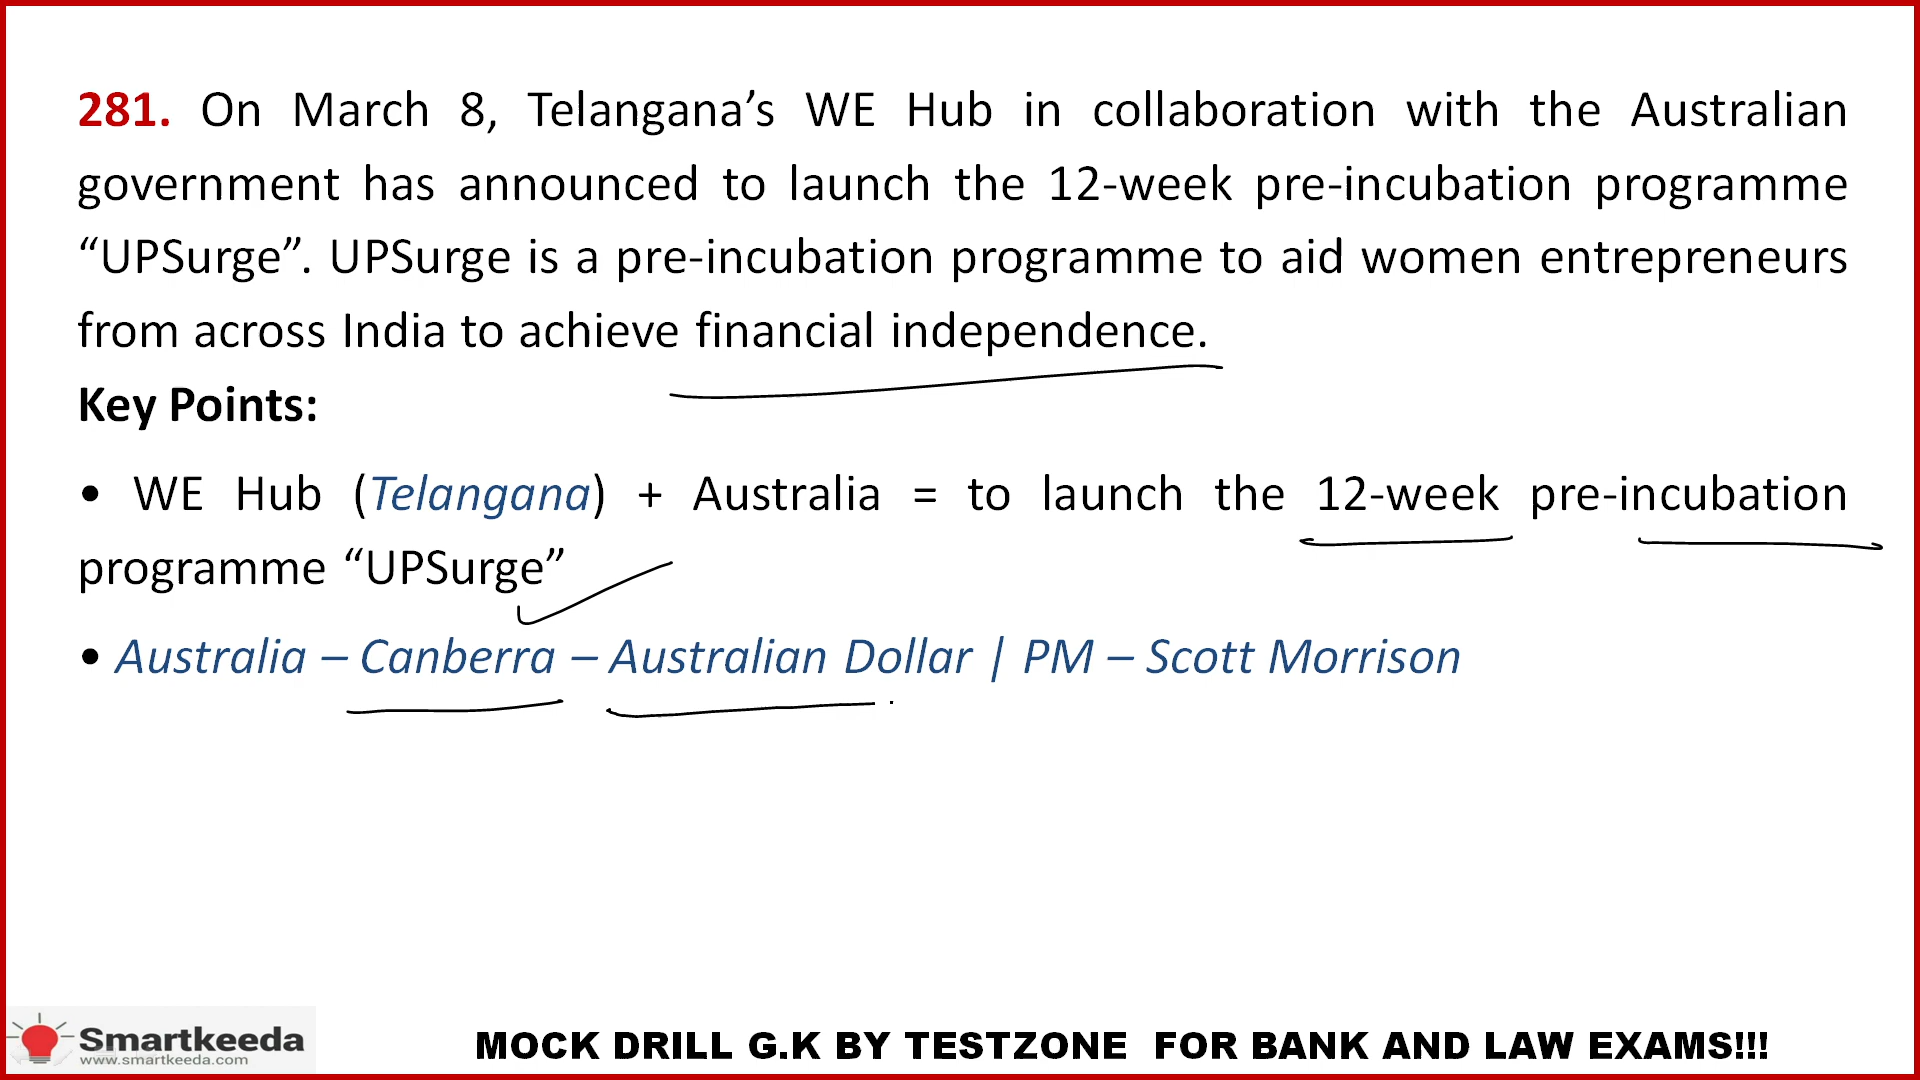 281. On March 8, Telangana’s WE Hub in collaboration with the Australian
government has announced to launch the 12-week pre-incubation programme
“UPSurge”. UPSurge is a pre-incubation programme to aid women entrepreneurs
from across India to achieve financial independence.
Key Points:
• WE Hub (Telangana) + Australia = to launch the 12-week pre-incubation
programme “UPSurge”
• Australia – Canberra – Australian Dollar | PM – Scott Morrison
Smartkeeda
www.smartkeeda.com
MOCK DRILL G.K BY TESTZONE FOR BANK AND LAW EXAMS!!!